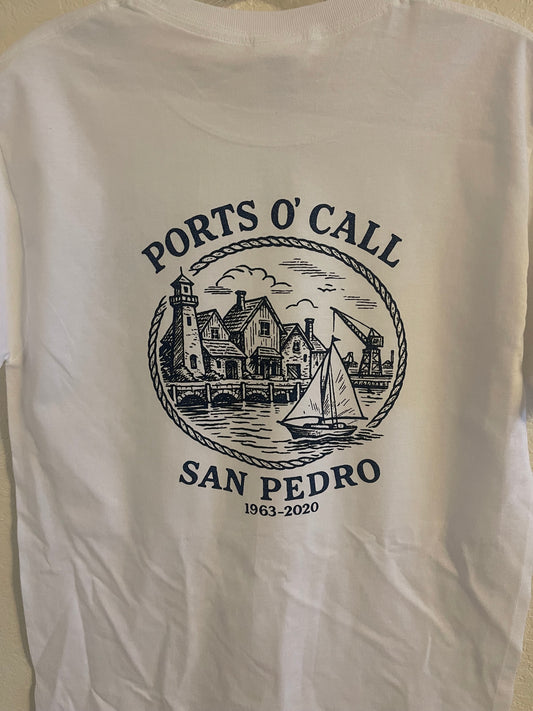 PORTS O' CALL
SAN PEDRO
1963-2020